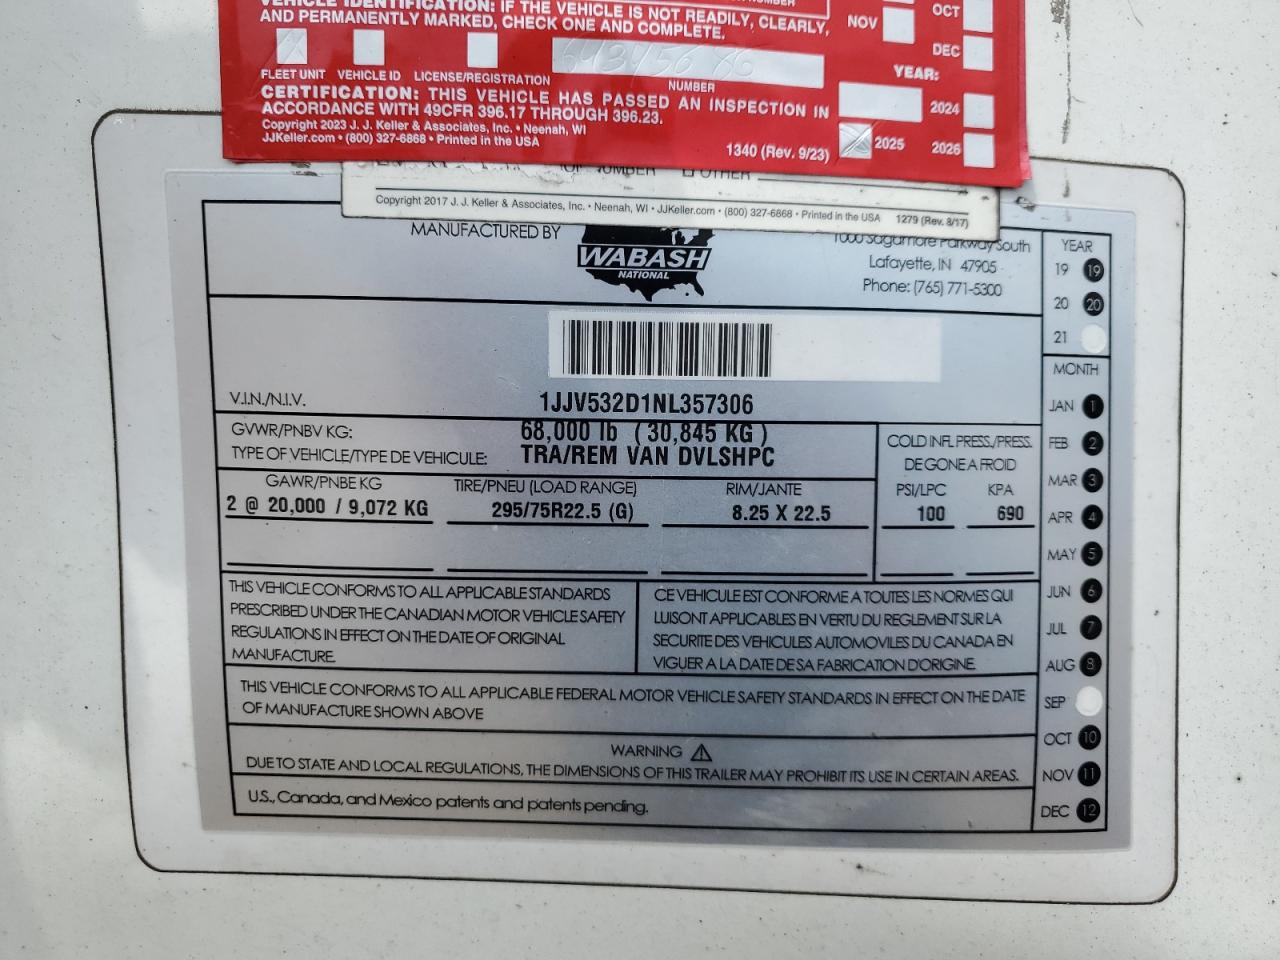 VEHICLE IDENTIFICATION: IF THE VEHICLE IS NOT READILY, CLEARLY,
AND PERMANENTLY MARKED, CHECK ONE AND COMPLETE.
FLEET UNIT VEHICLE ID LICENSE/REGISTRATION
NUMBER
CERTIFICATION: THIS VEHICLE HAS PASSED AN INSPECTION IN
ACCORDANCE WITH 49CFR 396.17 THROUGH 396.23.
Copyright 2023 J. J. Keller & Associates, Inc. • Neenah, WI
JJKeller.com • (800) 327-6868 • Printed in the USA
1340 (Rev. 9/23)
NOV
OCT
DEC
YEAR:
2024
2025
2026
NUMBER OTHER
Copyright 2017 J. J. Keller & Associates, Inc. • Neenah, WI • JJKeller.com • (800) 327-6868 • Printed in the USA 1279 (Rev. 8/17)
MANUFACTURED BY
WABASH
NATIONAL
1000 Sagamore Parkway South
Lafayette, IN 47905
Phone: (765) 771-5300
V.I.N./N.I.V.
1JJV532D1NL357306
GVWR/PNBV KG:
68,000 lb (30,845 KG)
TYPE OF VEHICLE/TYPE DE VEHICULE:
TRA/REM VAN DVLSHPC
GAWR/PNBE KG
TIRE/PNEU (LOAD RANGE)
RIM/JANTE
COLD INFL. PRESS./PRESS.
DE GONE A FROID
PSI/LPC KPA
2 @ 20,000 / 9,072 KG
295/75R22.5 (G)
8.25 X 22.5
100 690
THIS VEHICLE CONFORMS TO ALL APPLICABLE STANDARDS
PRESCRIBED UNDER THE CANADIAN MOTOR VEHICLE SAFETY
REGULATIONS IN EFFECT ON THE DATE OF ORIGINAL
MANUFACTURE.
CE VEHICULE EST CONFORME A TOUTES LES NORMES QUI
LUISONT APPLICABLES EN VERTU DU REGLEMENT SUR LA
SECURITE DES VEHICULES AUTOMOVILES DU CANADA EN
VIGUER A LA DATE DE SA FABRICATION D'ORIGINE.
THIS VEHICLE CONFORMS TO ALL APPLICABLE FEDERAL MOTOR VEHICLE SAFETY STANDARDS IN EFFECT ON THE DATE
OF MANUFACTURE SHOWN ABOVE
WARNING
DUE TO STATE AND LOCAL REGULATIONS, THE DIMENSIONS OF THIS TRAILER MAY PROHIBIT ITS USE IN CERTAIN AREAS.
U.S., Canada, and Mexico patents and patents pending.
YEAR
19 19
20 20
21
MONTH
JAN 1
FEB 2
MAR 3
APR 4
MAY 5
JUN 6
JUL 7
AUG 8
SEP
OCT 10
NOV 11
DEC 12